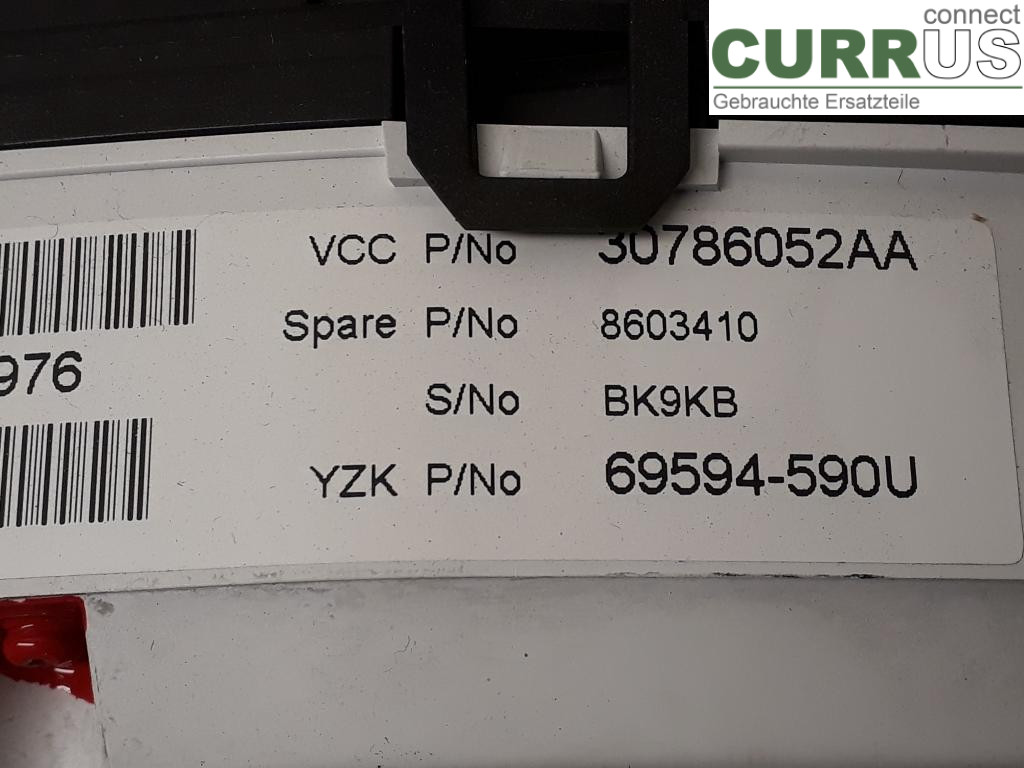 connect
CURRUS
Gebrauchte Ersatzteile
VCC P/No 30786052AA
Spare P/No 8603410
976
S/No BK9KB
YZK P/No 69594-590U